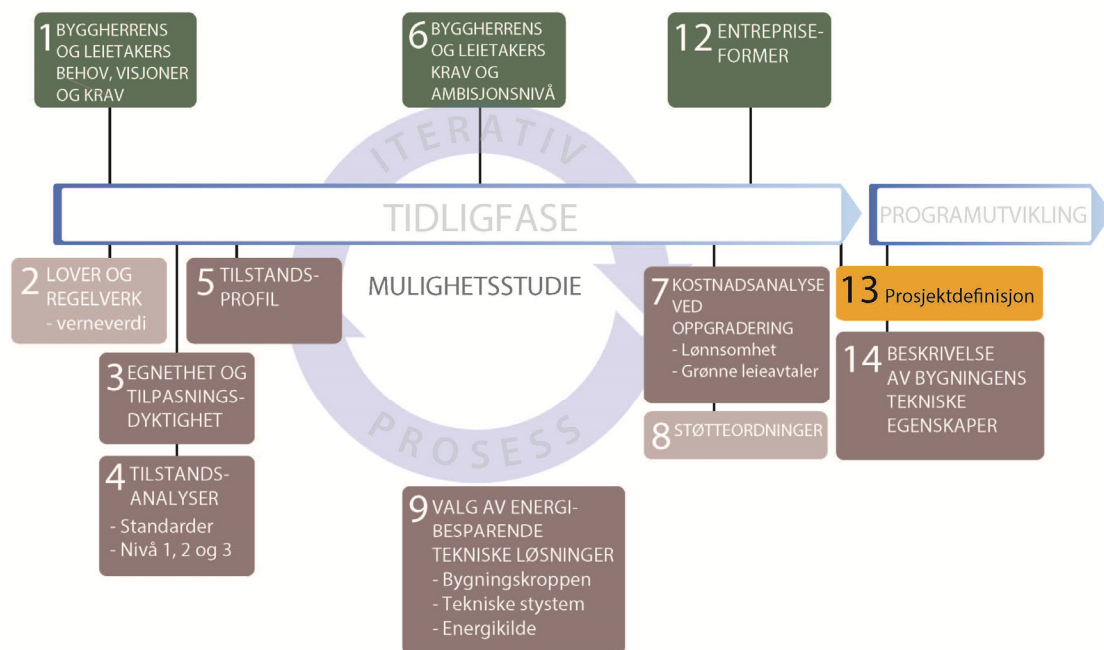 1 BYGGHERRENS
OG LEIETAKERS
BEHOV, VISJONER
OG KRAV
6 BYGGHERRENS
OG LEIETAKERS
KRAV OG
AMBISJONSNIVÅ
12 ENTREPRISE-
FORMER
ITERATIV
TIDLIGFASE
PROGRAMUTVIKLING
2 LOVER OG
REGELVERK
- verneverdi
5 TILSTANDS-
PROFIL
MULIGHETSSTUDIE
7 KOSTNADSANALYSE
VED
OPPGRADERING
- Lønnsomhet
- Grønne leieavtaler
13 Prosjektdefinisjon
3 EGNETHET OG
TILPASNINGS-
DYKTIGHET
14 BESKRIVELSE
AV BYGNINGENS
TEKNISKE
EGENSKAPER
8 STØTTEORDNINGER
PROSESS
4 TILSTANDS-
ANALYSER
- Standarder
- Nivå 1, 2 og 3
9 VALG AV ENERGI-
BESPARENDE
TEKNISKE LØSNINGER
- Bygningskroppen
- Tekniske stystem
- Energikilde